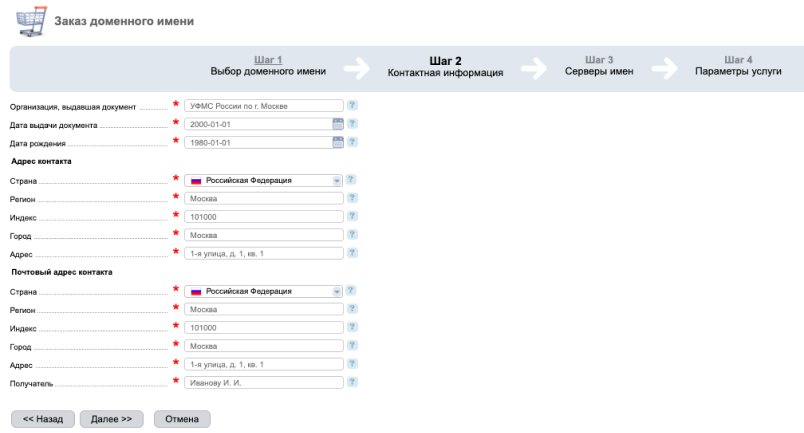 Заказ доменного имени
Шаг 1 Шаг 2 Шаг 3 Шаг 4
Выбор доменного имени Контактная информация Серверы имен Параметры услуги
Организация, выдавшая документ * УФМС России по г. Москве ?
Дата выдачи документа * 2000-01-01 ?
Дата рождения * 1980-01-01 ?
Адрес контакта
Страна * Российская Федерация ?
Регион * Москва ?
Индекс * 101000 ?
Город * Москва ?
Адрес * 1-я улица, д. 1, кв. 1 ?
Почтовый адрес контакта
Страна * Российская Федерация ?
Регион * Москва ?
Индекс * 101000 ?
Город * Москва ?
Адрес * 1-я улица, д. 1, кв. 1 ?
Получатель * Иванову И. И. ?
<< Назад Далее >> Отмена